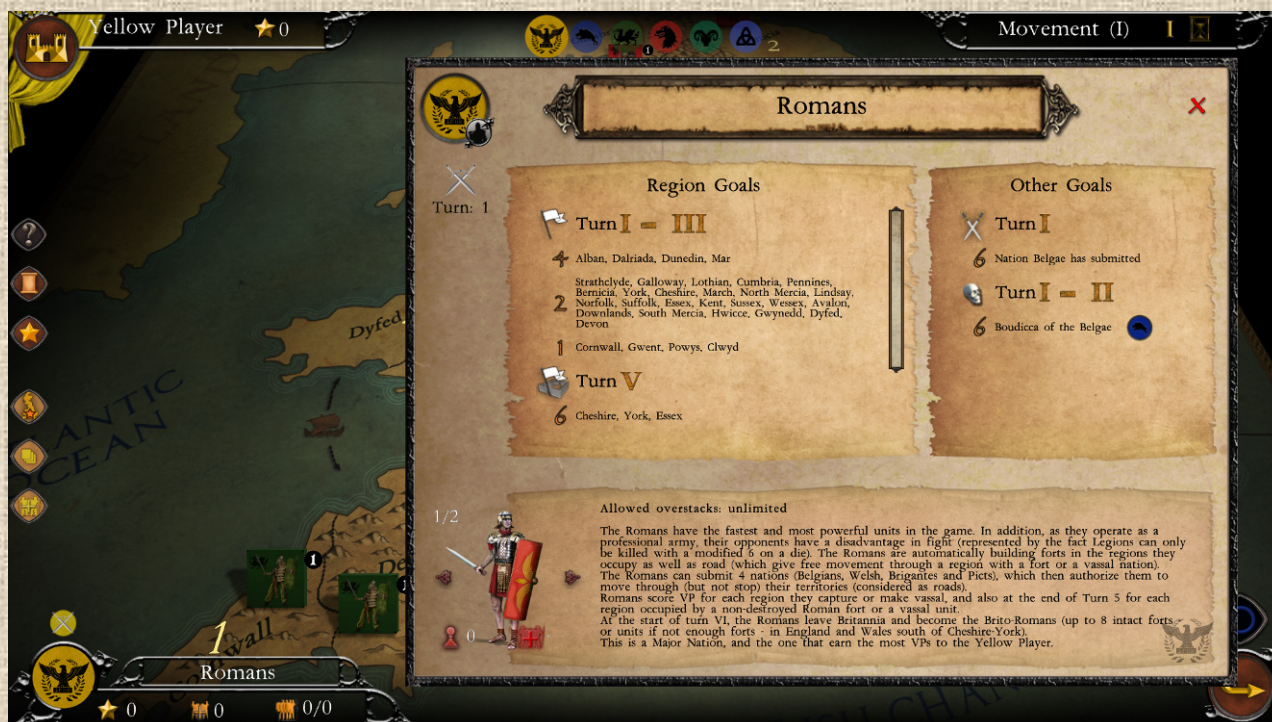 Yellow Player
0
2
1
Movement (I)
I
Romans
Turn: 1
Region Goals
Turn I - III
4 Alban, Dalriada, Dunedin, Mar
2 Strathclyde, Galloway, Lothian, Cumbria, Pennines,
Bernicia, York, Cheshire, March, North Mercia, Lindsay,
Norfolk, Suffolk, Essex, Kent, Sussex, Wessex, Avalon,
Downlands, South Mercia, Hwicce, Gwynedd, Dyfed,
Devon
1 Cornwall, Gwent, Powys, Clwyd
Turn V
6 Cheshire, York, Essex
Other Goals
Turn I
6 Nation Belgae has submitted
Turn I - II
6 Boudicca of the Belgae
Dyfed
ATLANTIC
OCEAN
1
1/2
0
Allowed overstacks: unlimited
The Romans have the fastest and most powerful units in the game. In addition, as they operate as a
professional army, their opponents have a disadvantage in fight (represented by the fact Legions can only
be killed with a modified 6 on a die). The Romans are automatically building forts in the regions they
occupy as well as road (which give free movement through a region with a fort or a vassal nation).
The Romans can submit 4 nations (Belgians, Welsh, Brigantes and Picts), which then authorize them to
move through (but not stop) their territories (considered as roads).
Romans score VP for each region they capture or make vassal, and also at the end of Turn 5 for each
region occupied by a non-destroyed Roman fort or a vassal unit.
At the start of turn VI, the Romans leave Britannia and become the Brito-Romans (up to 8 intact forts
or units if not enough forts - in England and Wales south of Cheshire-York).
This is a Major Nation, and the one that earn the most VPs to the Yellow Player.
1
Romans
0
0
0/0